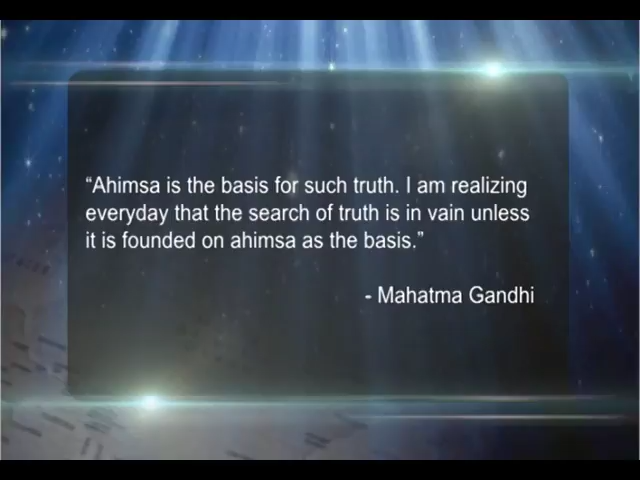 “Ahimsa is the basis for such truth. I am realizing
everyday that the search of truth is in vain unless
it is founded on ahimsa as the basis.”
- Mahatma Gandhi